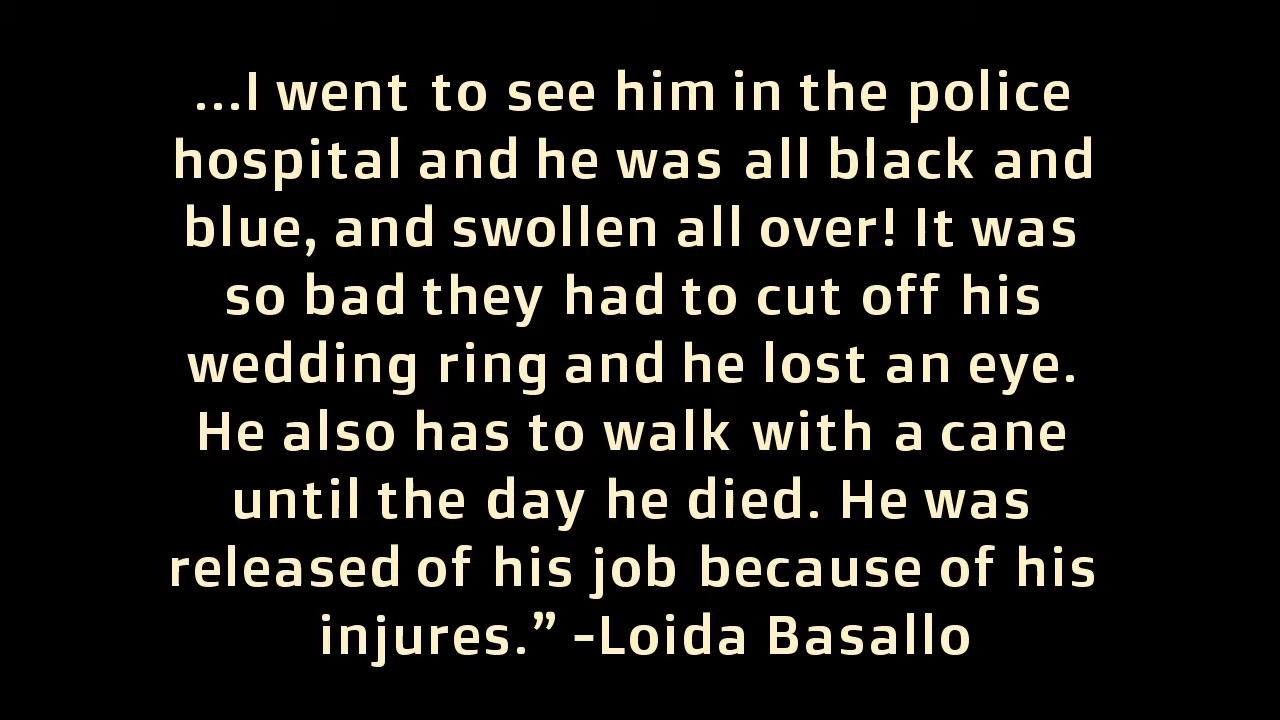 ...I went to see him in the police
hospital and he was all black and
blue, and swollen all over! It was
so bad they had to cut off his
wedding ring and he lost an eye.
He also has to walk with a cane
until the day he died. He was
released of his job because of his
injures.” -Loida Basallo